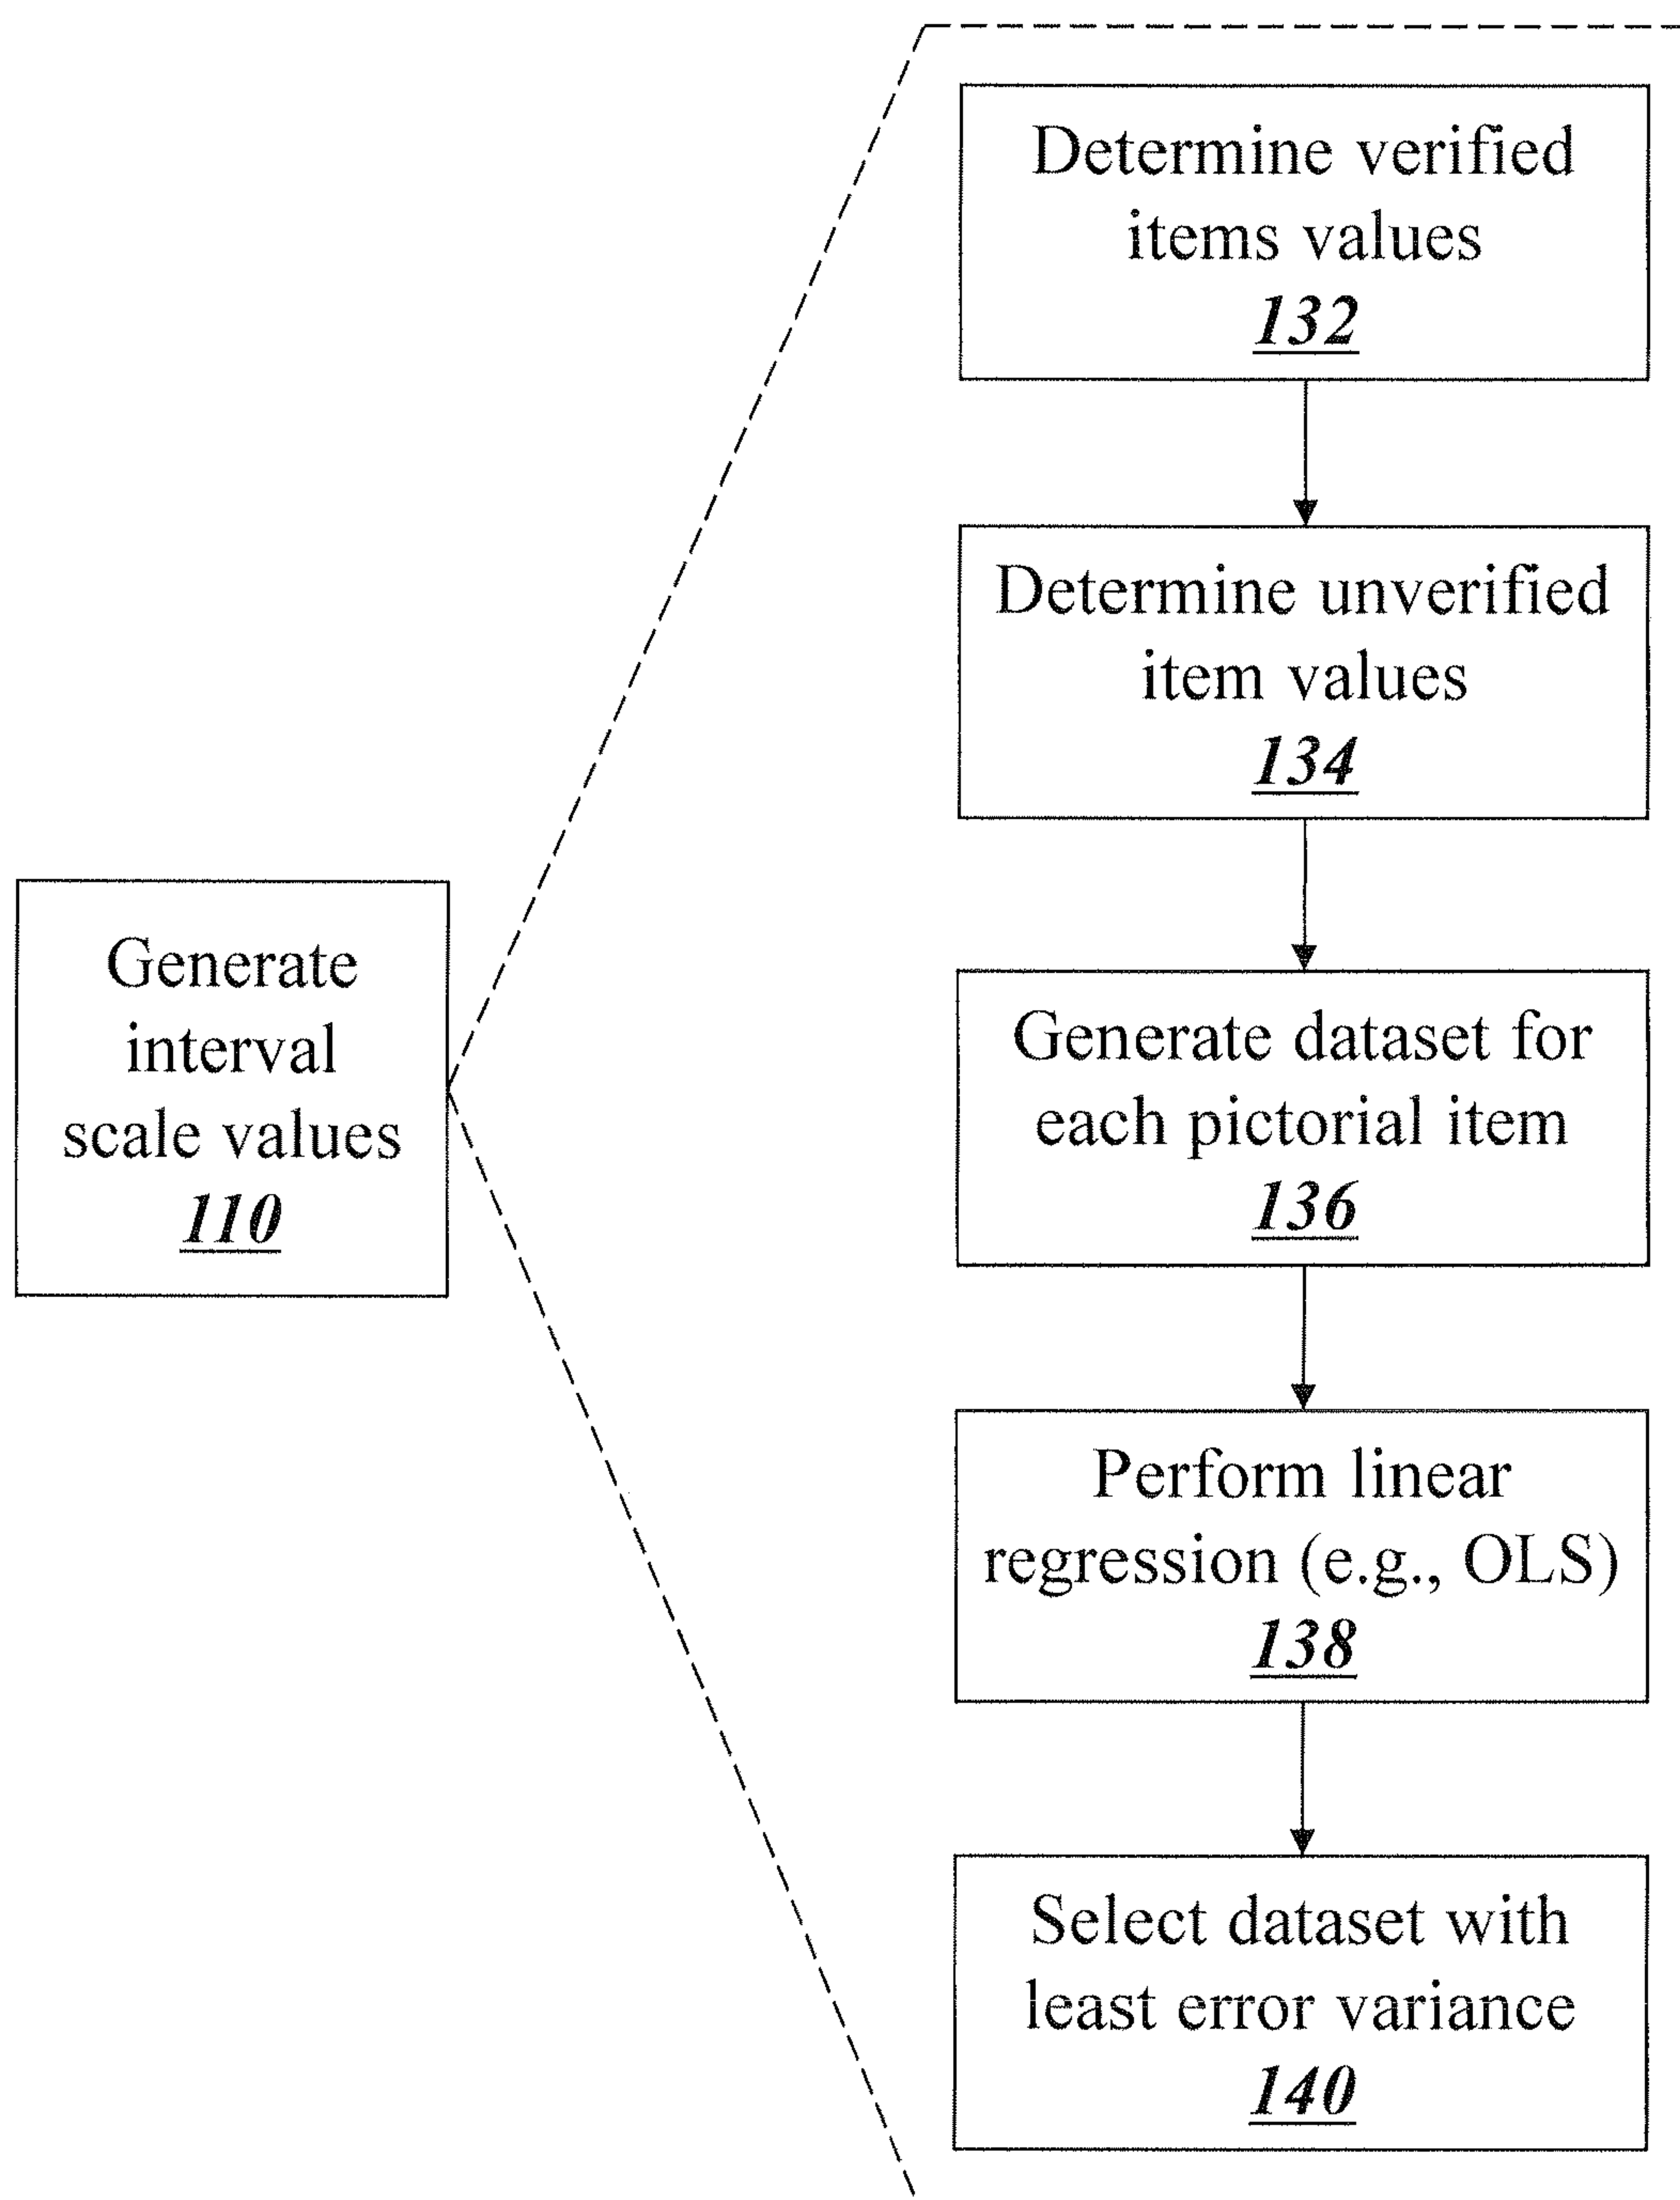 Generate
interval
scale values
110
Determine verified
items values
132
Determine unverified
item values
134
Generate dataset for
each pictorial item
136
Perform linear
regression (e.g., OLS)
138
Select dataset with
least error variance
140